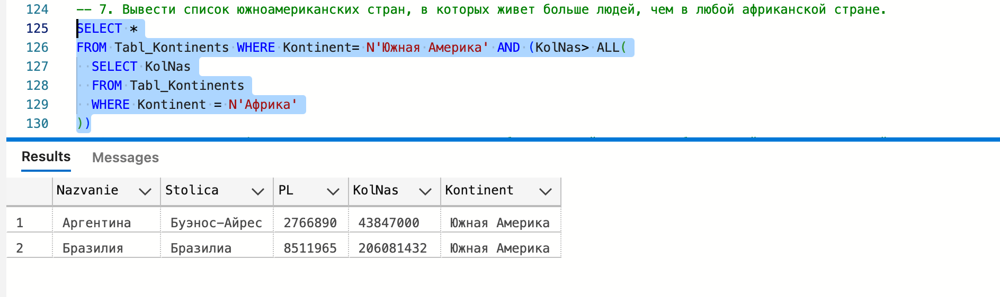 124 -- 7. Вывести список южноамериканских стран, в которых живет больше людей, чем в любой африканской стране.
125 SELECT *
126 FROM Tabl_Kontinents WHERE Kontinent= N'Южная Америка' AND (KolNas> ALL(
127 SELECT KolNas
128 FROM Tabl_Kontinents
129 WHERE Kontinent = N'Африка'
130 ))
Results Messages
Nazvanie Stolica PL KolNas Kontinent
1 Аргентина Буэнос-Айрес 2766890 43847000 Южная Америка
2 Бразилия Бразилиа 8511965 206081432 Южная Америка